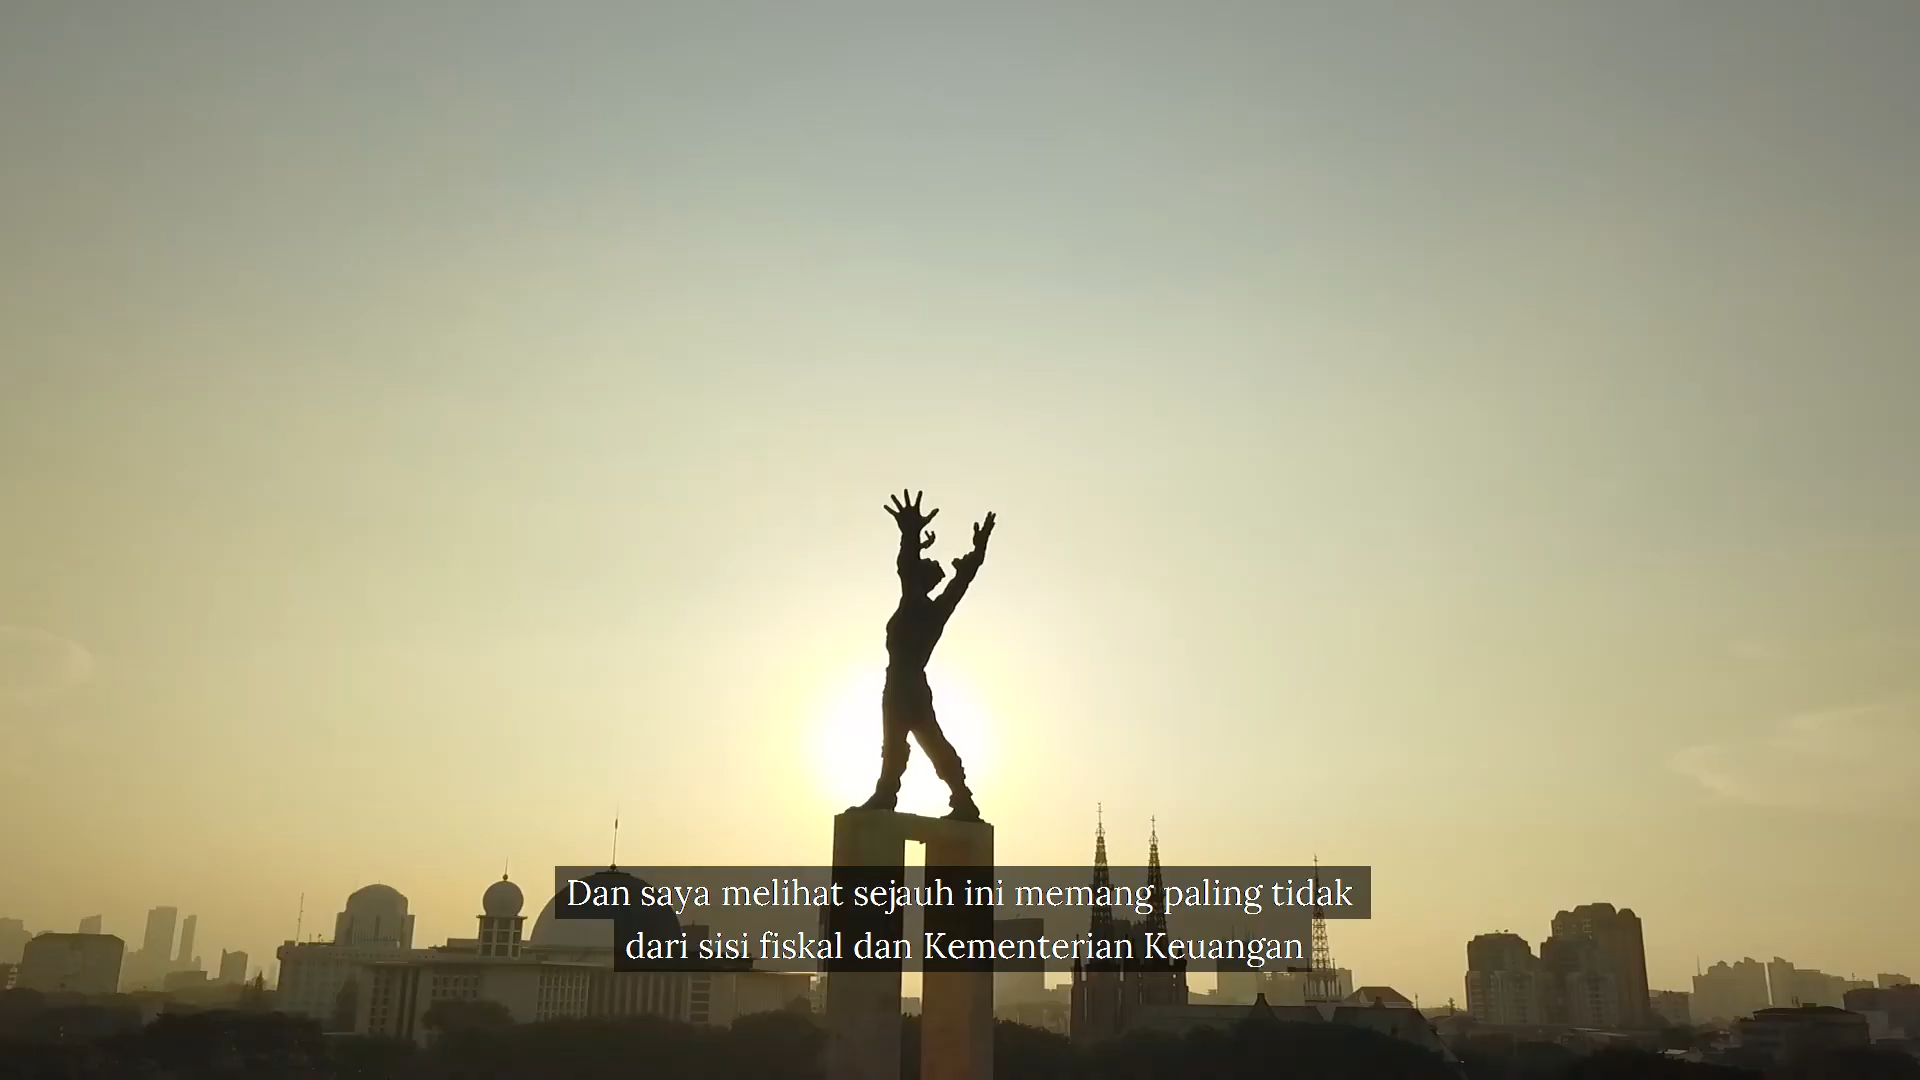 Dan saya melihat sejauh ini memang paling tidak
dari sisi fiskal dan Kementerian Keuangan